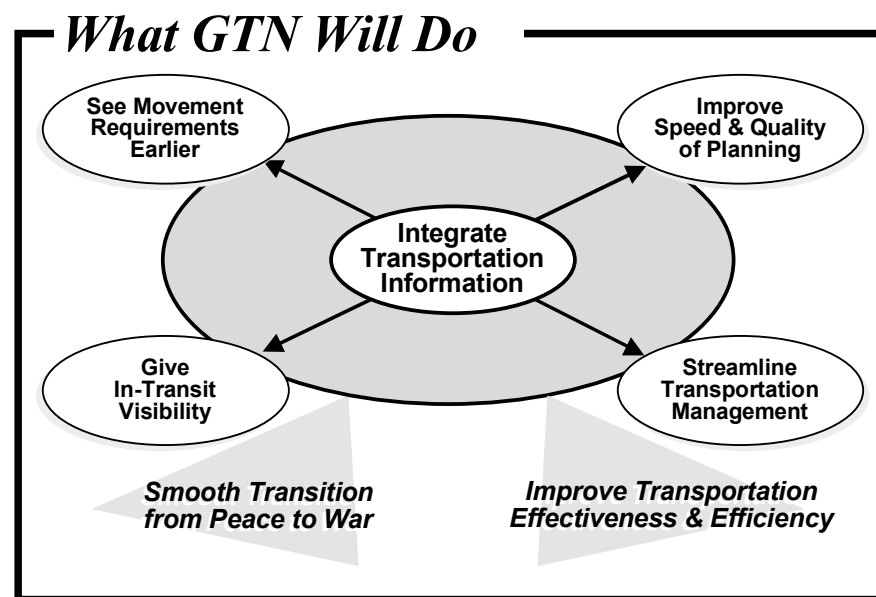 What GTN Will Do
See Movement
Requirements
Earlier
Improve
Speed & Quality
of Planning
Integrate
Transportation
Information
Give
In-Transit
Visibility
Streamline
Transportation
Management
Smooth Transition
from Peace to War
Improve Transportation
Effectiveness & Efficiency